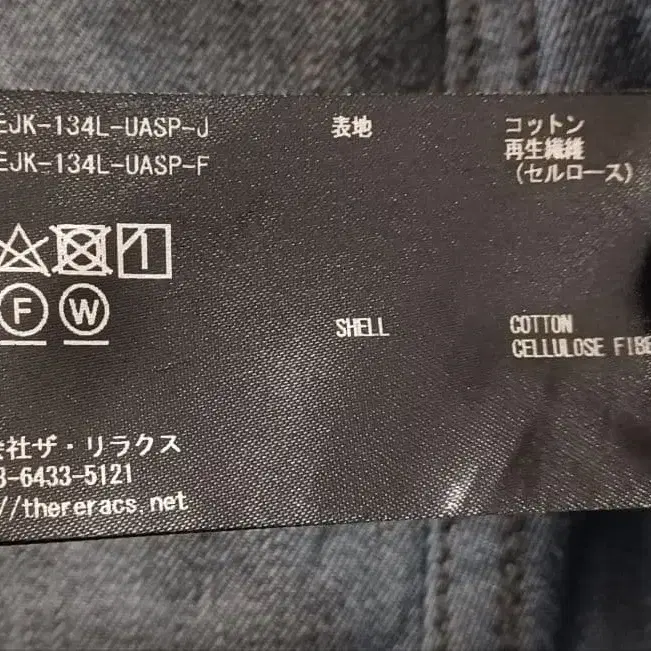 EJK-134L-UASP-J
EJK-134L-UASP-F
表地
コットン
再生繊維
(セルロース)
F
W
SHELL
COTTON
CELLULOSE FIBE
会社ザ・リラクス
3-6433-5121
//thereracs.net